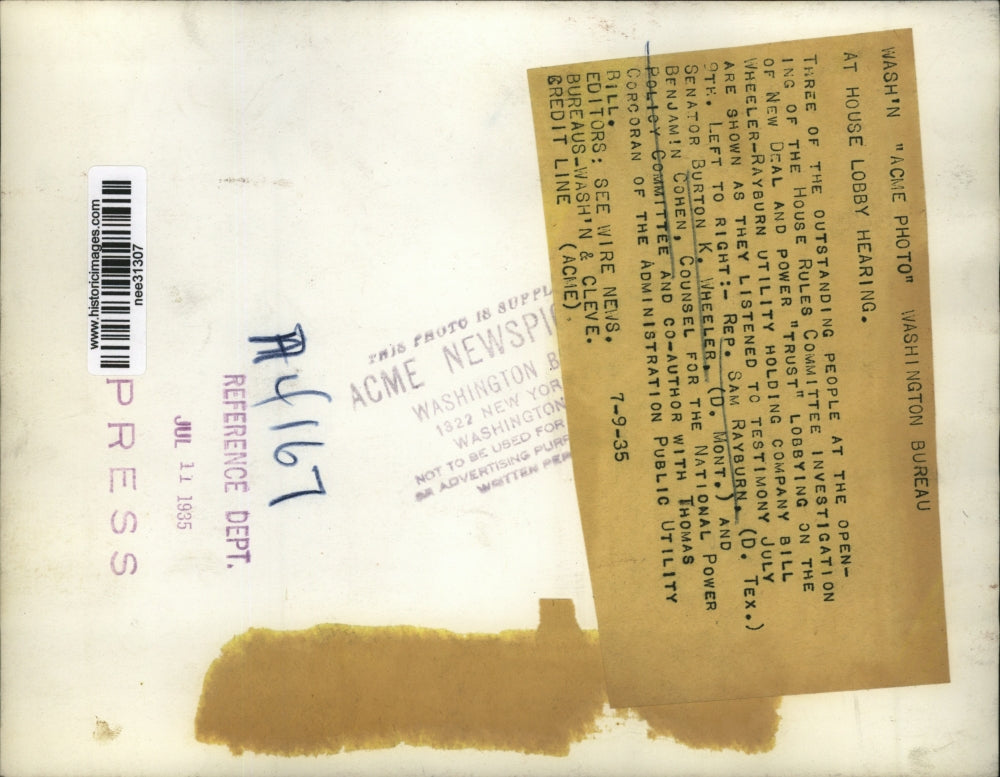 WASH'N "ACME PHOTO" WASHINGTON BUREAU
AT HOUSE LOBBY HEARING.
THREE OF THE OUTSTANDING PEOPLE AT THE OPEN-
ING OF THE HOUSE RULES COMMITTEE INVESTIGATION
OF NEW DEAL AND POWER "TRUST" LOBBYING ON THE
WHEELER-RAYBURN UTILITY HOLDING COMPANY BILL
ARE SHOWN AS THEY LISTENED TO TESTIMONY JULY
9TH. LEFT TO RIGHT:- REP. SAM RAYBURN. (D. TEX.)
SENATOR BURTON K. WHEELER. (D. MONT.) AND
BENJAMIN COHEN, COUNSEL FOR THE NATIONAL POWER
POLICY COMMITTEE AND CO-AUTHOR WITH THOMAS
CORCORAN OF THE ADMINISTRATION PUBLIC UTILITY
BILL. 7-9-35
EDITORS: SEE WIRE NEWS.
BUREAUS-WASH'N & CLEVE.
CREDIT LINE (ACME).
THIS PHOTO IS SUPPL
ACME NEWSPI
WASHINGTON B
1322 NEW YOR
WASHINGTON
NOT TO BE USED FOR
OR ADVERTISING PURP
WRITTEN PER
4167
REFERENCE DEPT.
JUL 11 1935
PRESS
www.historicimages.com
nee31307